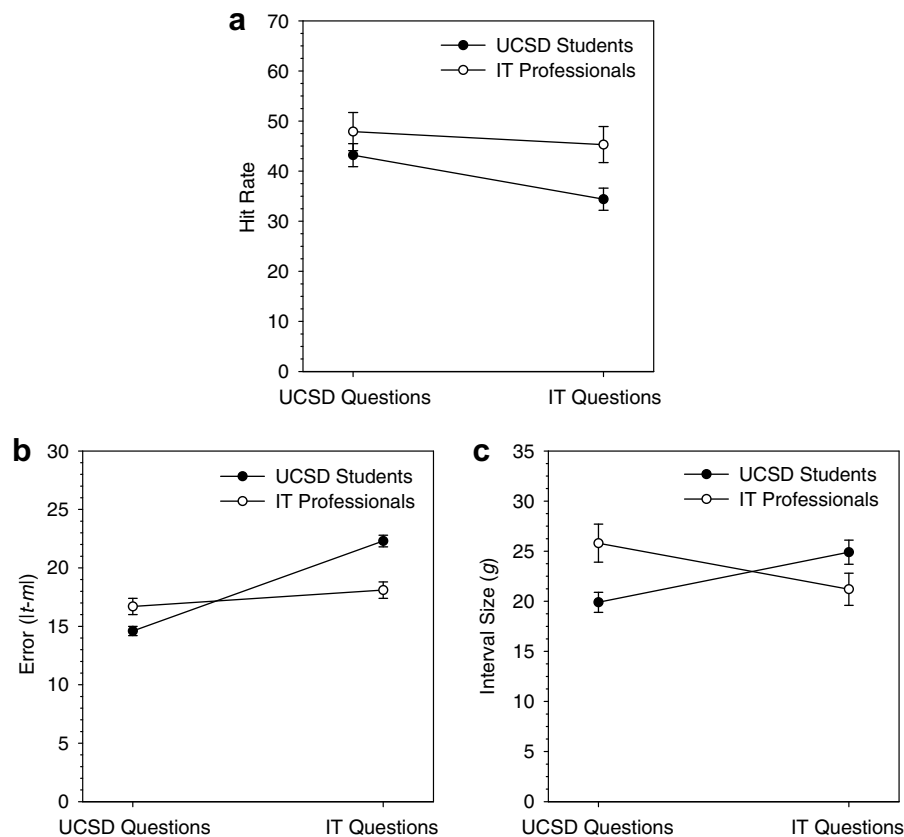 a
70
60
50
40
30
20
10
0
Hit Rate
UCSD Students
IT Professionals
UCSD Questions
IT Questions
b
30
25
20
15
10
5
0
Error (|t-m|)
UCSD Students
IT Professionals
UCSD Questions
IT Questions
c
35
30
25
20
15
10
5
0
Interval Size (g)
UCSD Students
IT Professionals
UCSD Questions
IT Questions